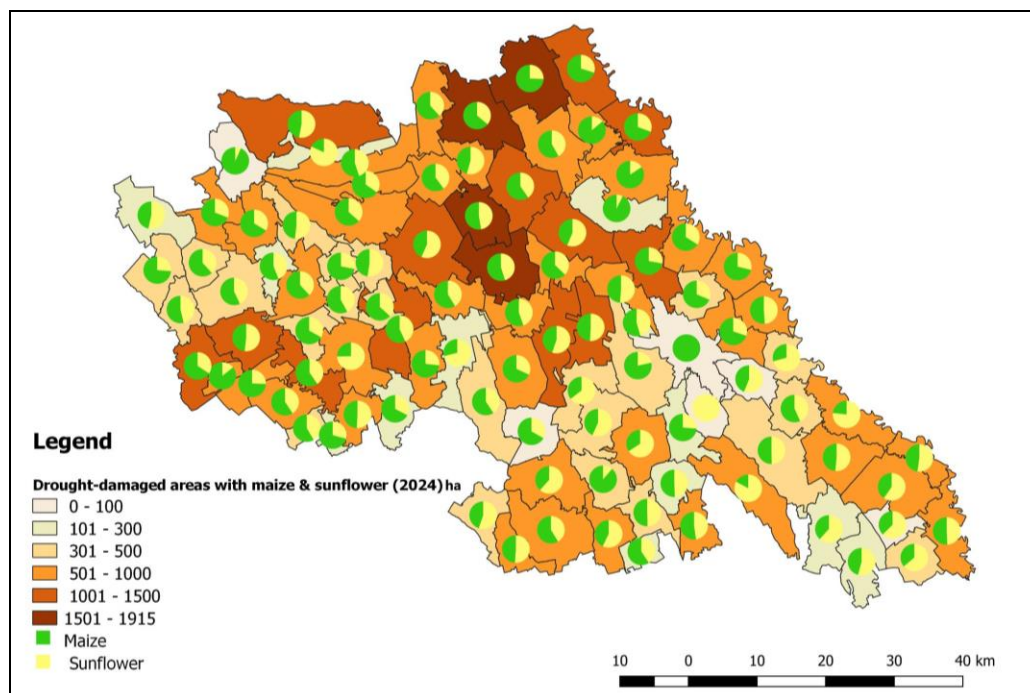 Legend
Drought-damaged areas with maize & sunflower (2024) ha
0 - 100
101 - 300
301 - 500
501 - 1000
1001 - 1500
1501 - 1915
Maize
Sunflower
10 0 10 20 30 40 km